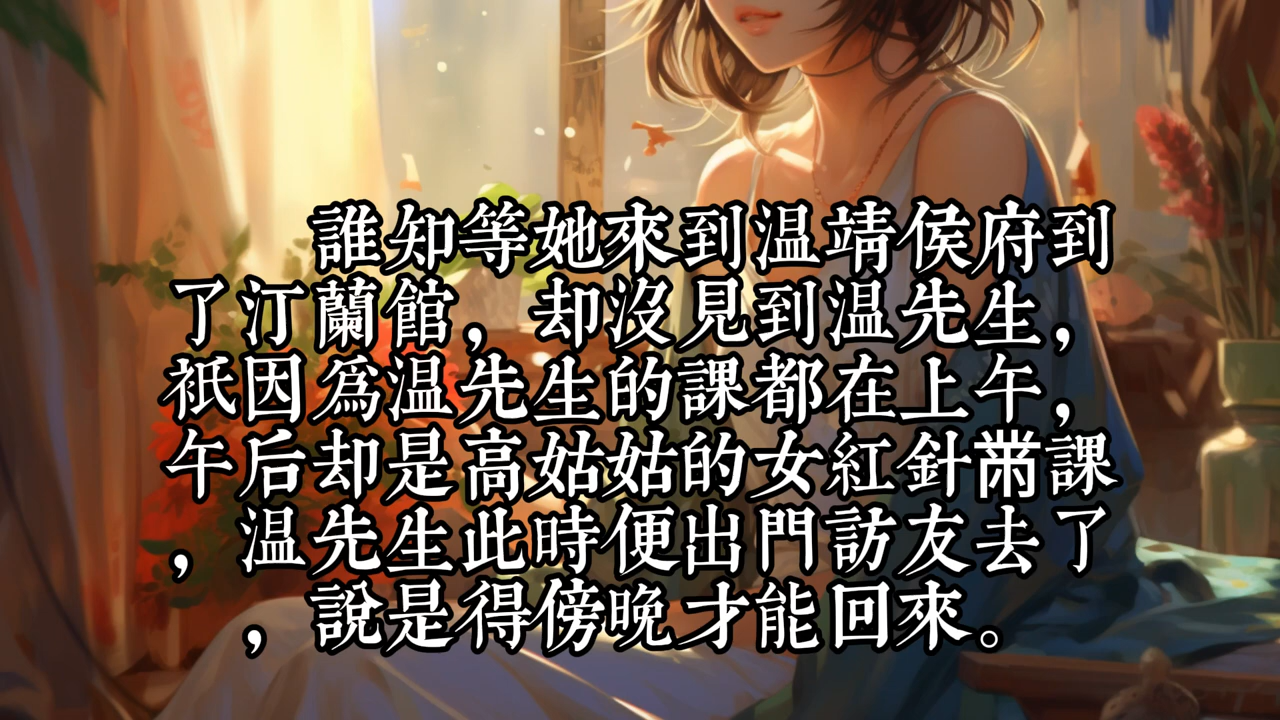 誰知等她來到温靖侯府到
了汀蘭館，却沒見到温先生，
祇因爲温先生的課都在上午，
午后却是高姑姑的女紅針黹課
，温先生此時便出門訪友去了
，說是得傍晚才能回來。